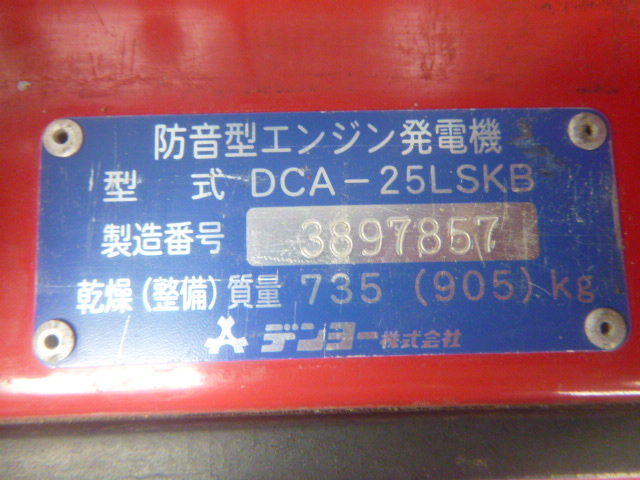 防音型エンジン発電機
型式 DCA-25LSKB
製造番号 3897857
乾燥(整備)質量 735 (905) kg
デンヨー株式会社